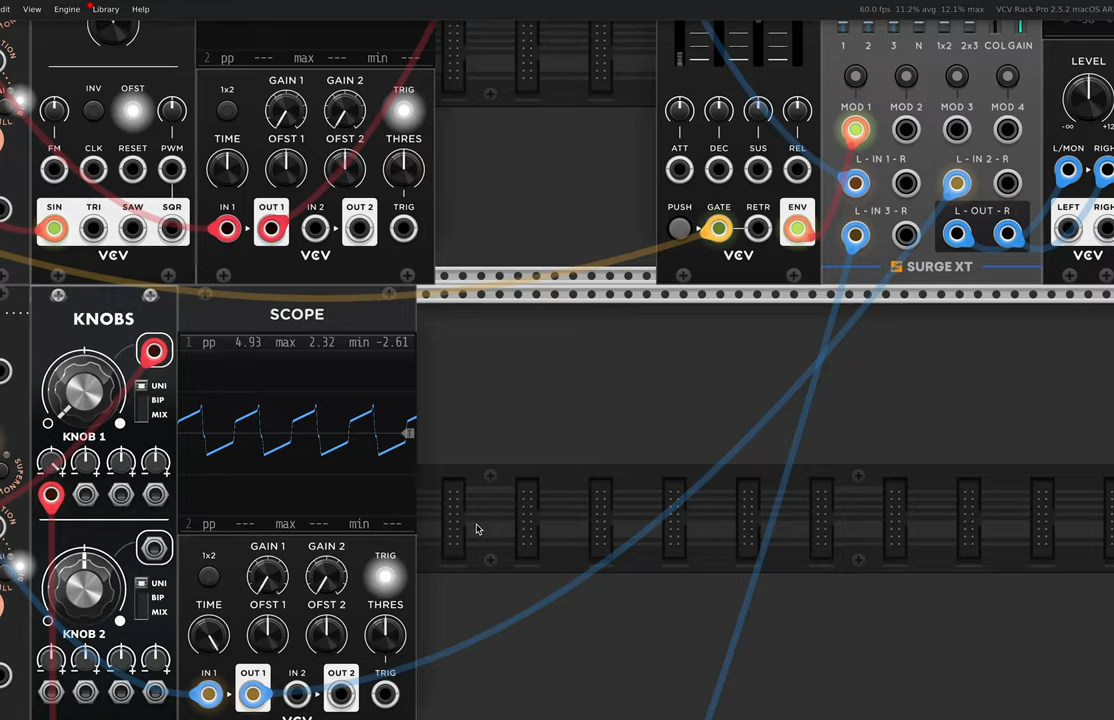 dit View Engine Library Help
60.0 fps 11.2% avg 12.1% max VCV Rack Pro 2.5.2 macOS AR
INV OFST
FM CLK RESET PWM
SIN TRI SAW SQR
VCV
2 pp --- max --- min ---
1x2 GAIN 1 GAIN 2 TRIG
TIME OFST 1 OFST 2 THRES
IN 1 OUT 1 IN 2 OUT 2 TRIG
VCV
ATT DEC SUS REL
PUSH GATE RETR ENV
VCV
1 2 3 N 1x2 2x3 COL GAIN
MOD 1 MOD 2 MOD 3 MOD 4
L - IN 1 - R L - IN 2 - R
L - IN 3 - R L - OUT - R
SURGE XT
LEVEL
-∞ +12
L/MON RIGH
LEFT RIGH
VCV
KNOBS
UNI
BIP
MIX
KNOB 1
UNI
BIP
MIX
KNOB 2
SCOPE
1 pp 4.93 max 2.32 min -2.61
T
2 pp --- max --- min ---
1x2 GAIN 1 GAIN 2 TRIG
TIME OFST 1 OFST 2 THRES
IN 1 OUT 1 IN 2 OUT 2 TRIG
VCV